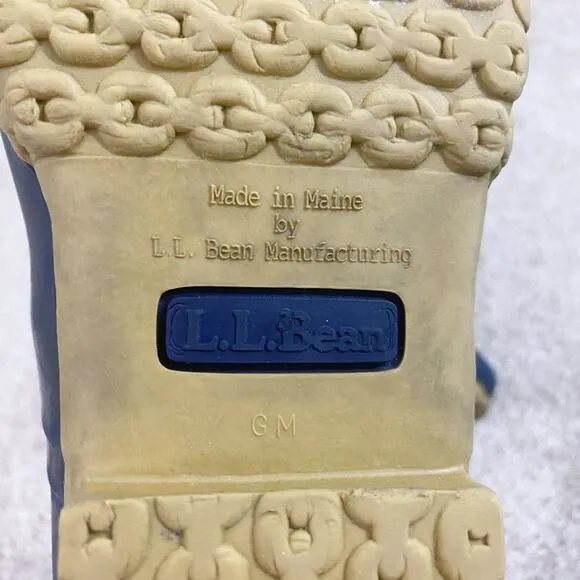 Made in Maine
by
L.L. Bean Manufacturing
L.L.Bean
GM